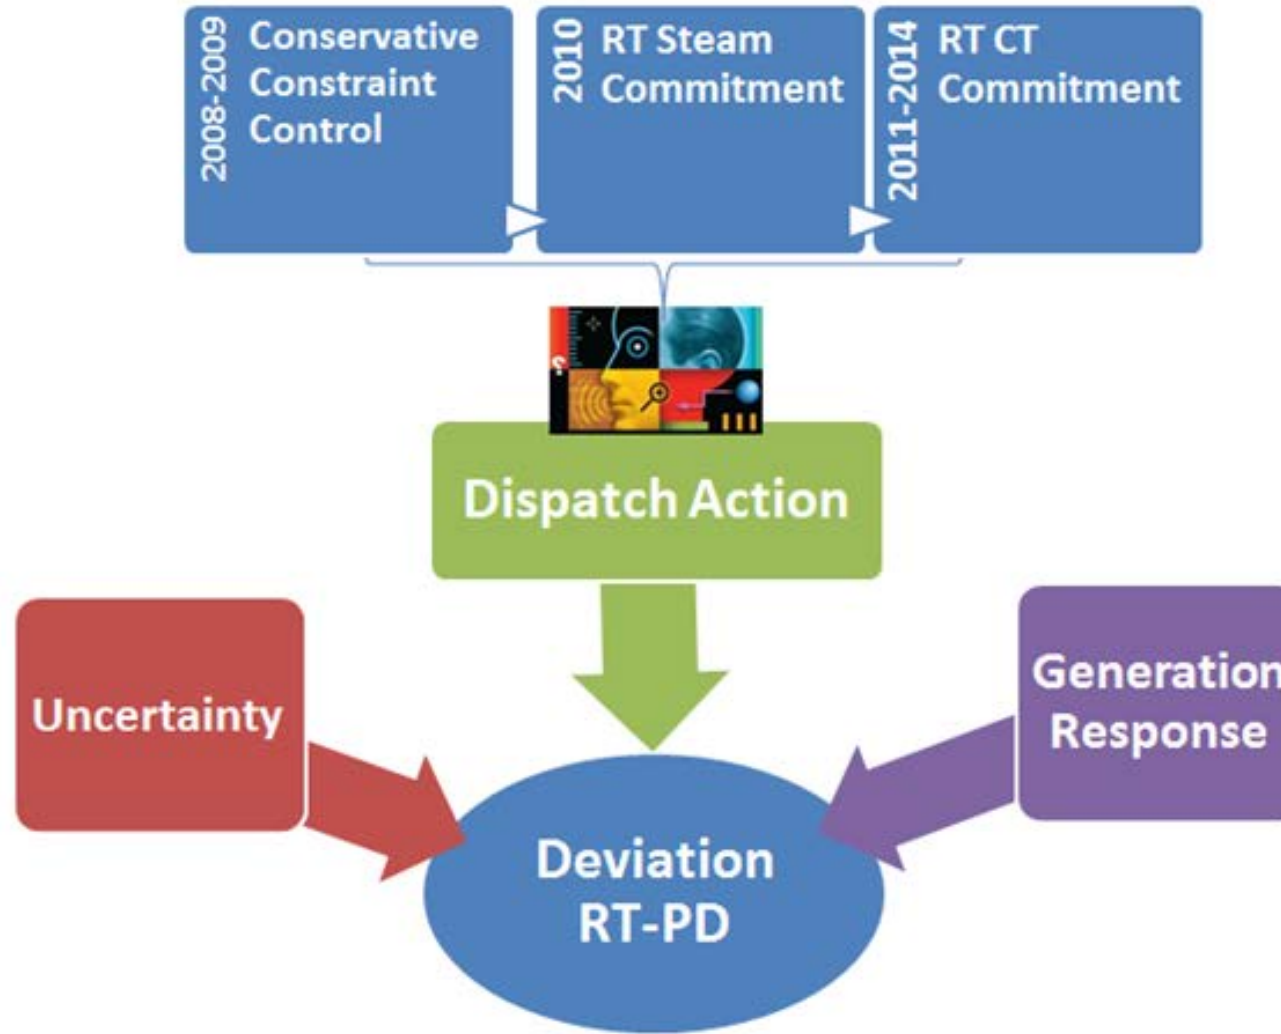 2008-2009
Conservative
Constraint
Control
2010
RT Steam
Commitment
2011-2014
RT CT
Commitment
Dispatch Action
Uncertainty
Generation
Response
Deviation
RT-PD